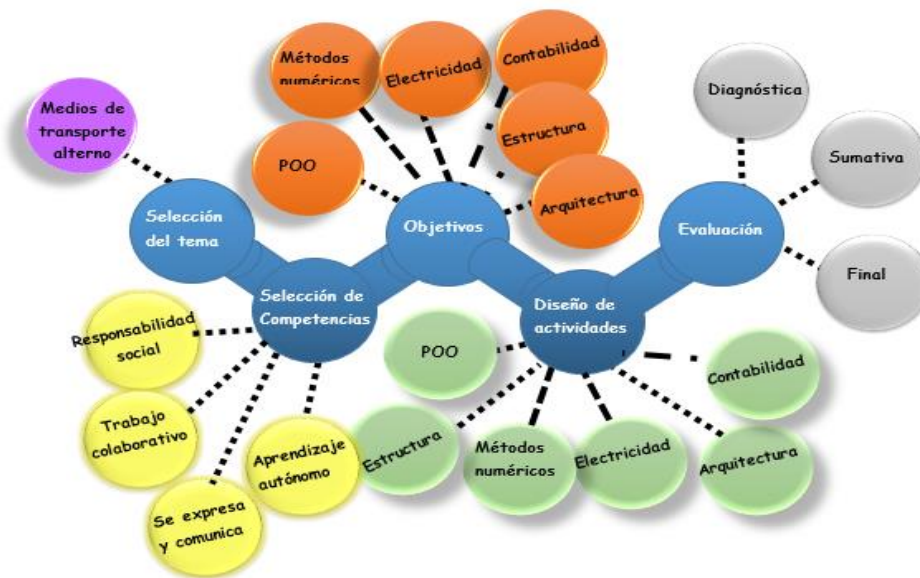 Medios de
transporte
alterno
Selección
del tema
Selección de
Competencias
Responsabilidad
social
Trabajo
colaborativo
Se expresa
y comunica
Aprendizaje
autónomo
Objetivos
POO
Métodos
numéricos
Electricidad
Contabilidad
Estructura
Arquitectura
Diseño de
actividades
POO
Estructura
Métodos
numéricos
Electricidad
Arquitectura
Contabilidad
Evaluación
Diagnóstica
Sumativa
Final